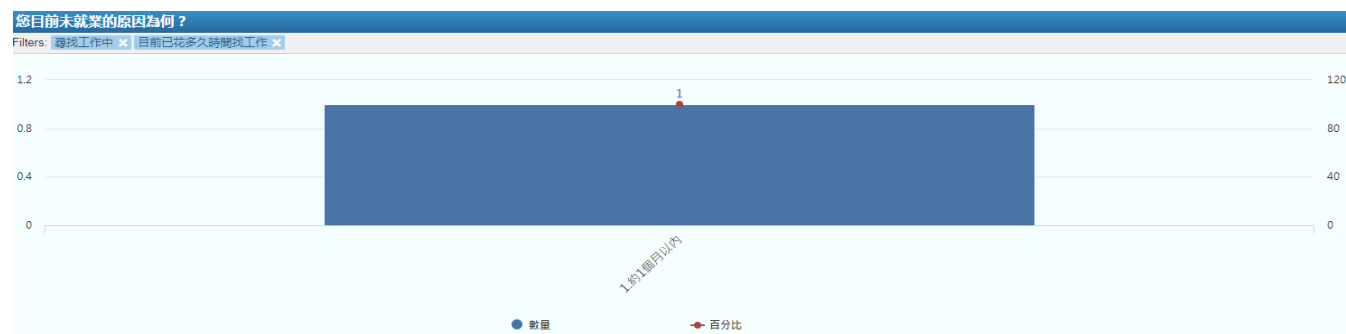 您目前未就業的原因為何？
Filters: 尋找工作中 × 目前已花多久時間找工作 ×
1.2 1 120
0.8 80
0.4 40
0 0
1.約1個月以內
數量 百分比